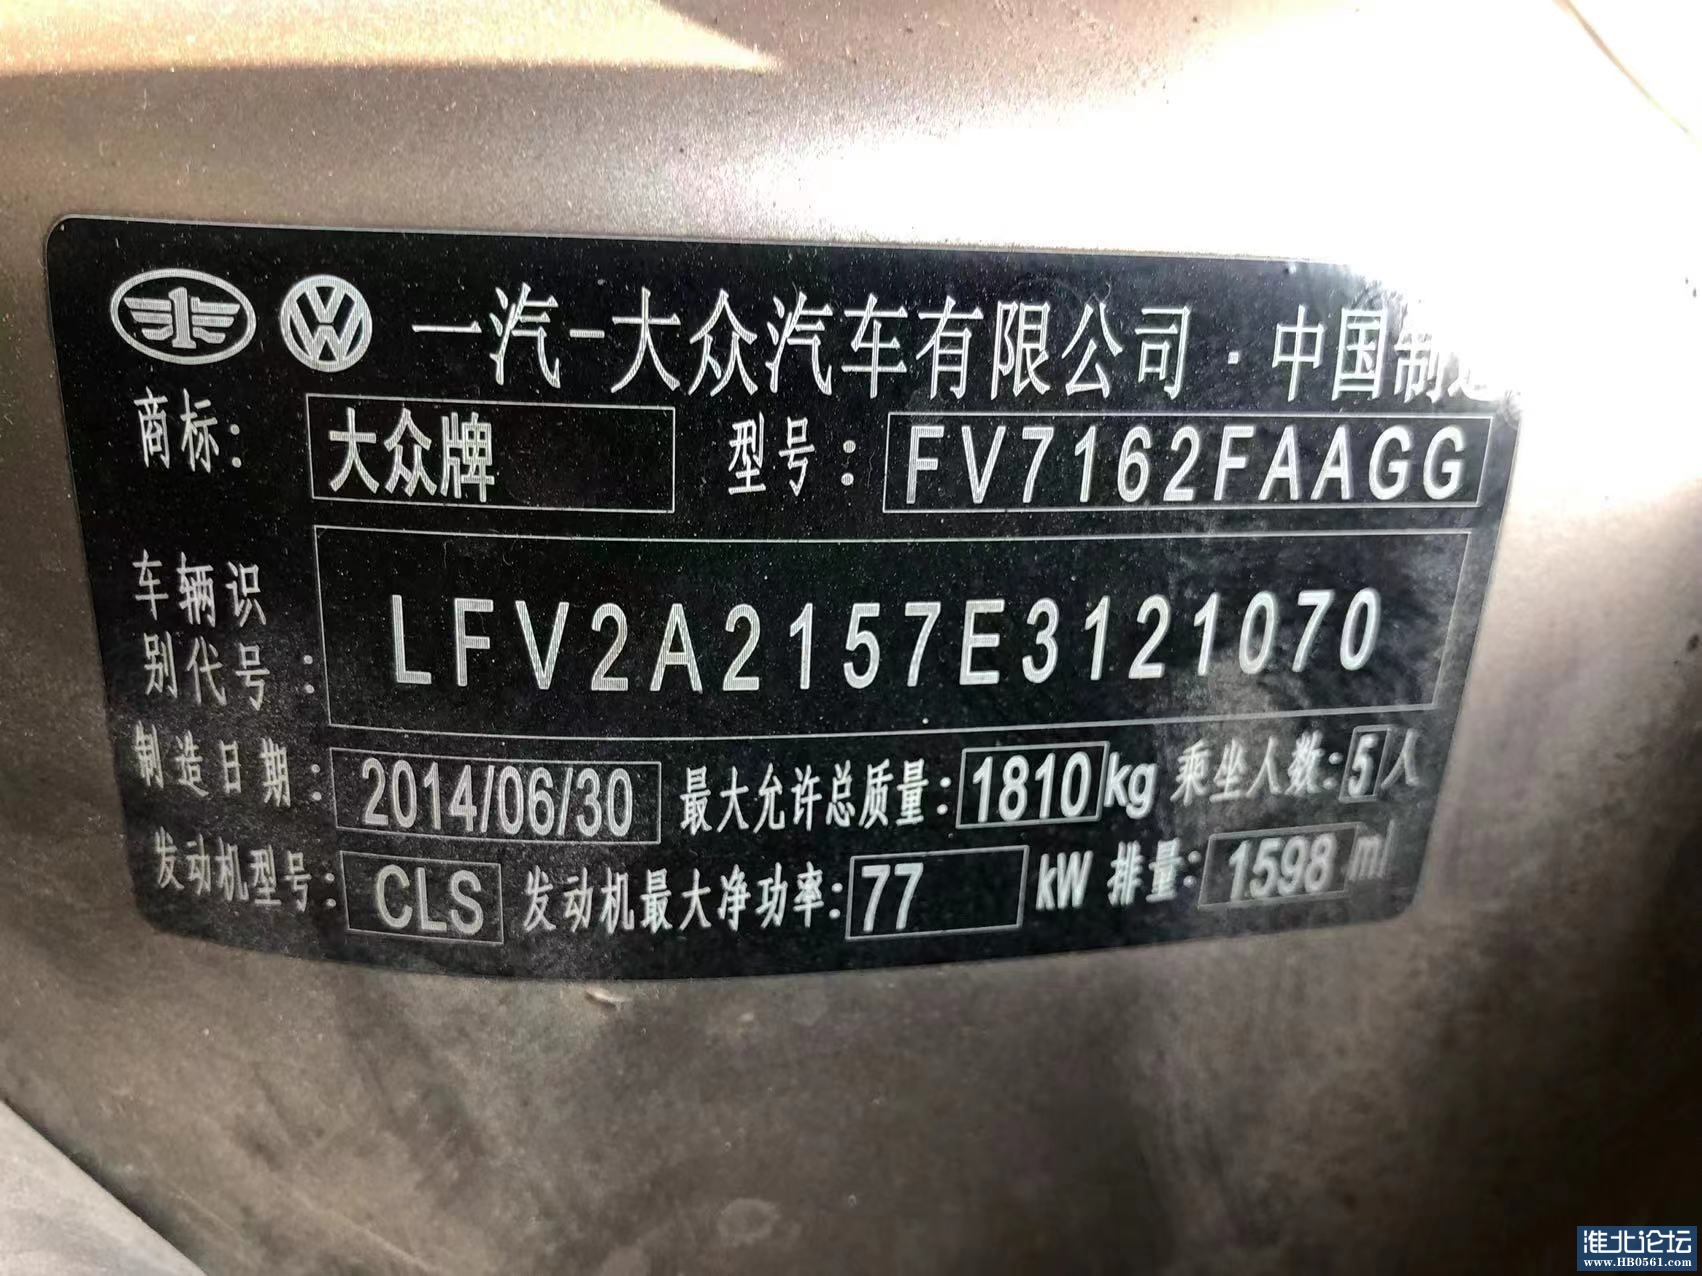 一汽-大众汽车有限公司·中国制造
商标: 大众牌 型号: FV7162FAAGG
车辆识
别代号: LFV2A2157E3121070
制造日期: 2014/06/30 最大允许总质量: 1810 kg 乘坐人数: 5 人
发动机型号: CLS 发动机最大净功率: 77 kW 排量: 1598 ml
淮北论坛
www.HB0561.com